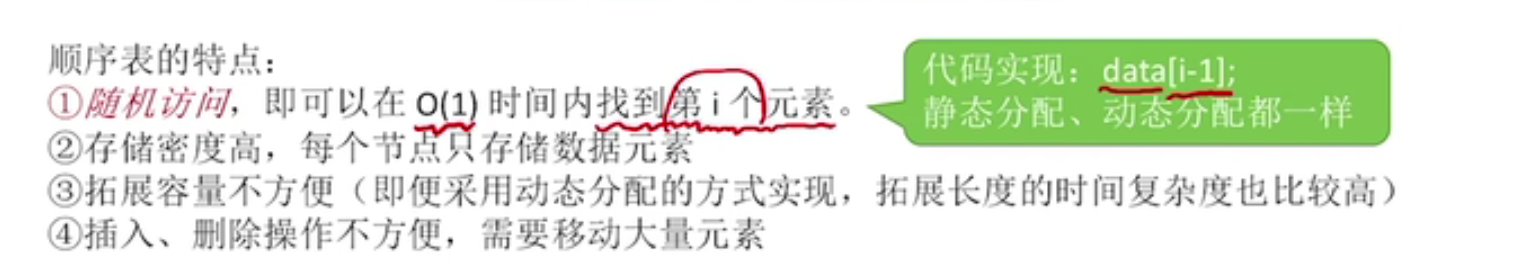 顺序表的特点：
①随机访问，即可以在 O(1) 时间内找到第 i 个元素。
代码实现：data[i-1];
静态分配、动态分配都一样
②存储密度高，每个节点只存储数据元素
③拓展容量不方便（即便采用动态分配的方式实现，拓展长度的时间复杂度也比较高）
④插入、删除操作不方便，需要移动大量元素